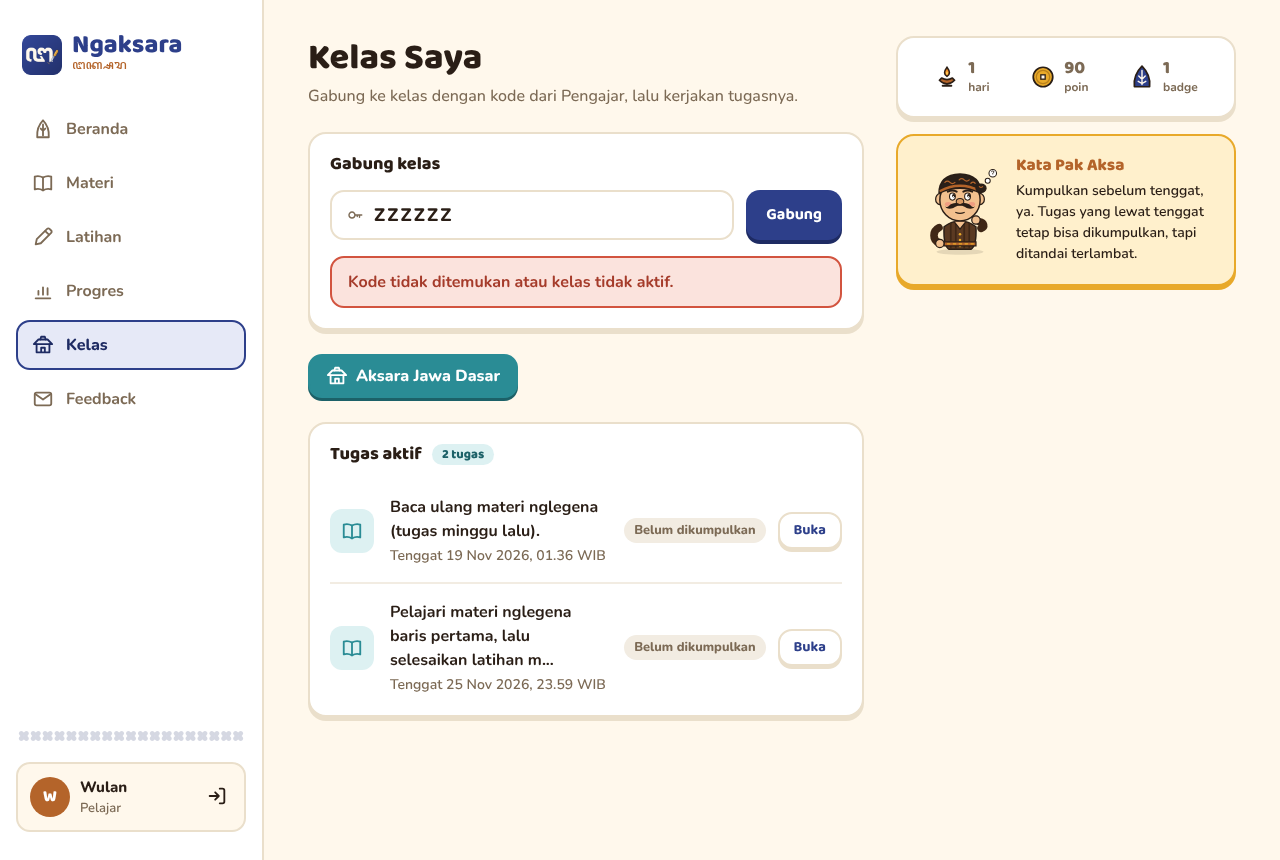 Ngaksara
Beranda
Materi
Latihan
Progres
Kelas
Feedback
W
Wulan
Pelajar
Kelas Saya
Gabung ke kelas dengan kode dari Pengajar, lalu kerjakan tugasnya.
Gabung kelas
ZZZZZZ
Gabung
Kode tidak ditemukan atau kelas tidak aktif.
Aksara Jawa Dasar
Tugas aktif
2 tugas
Baca ulang materi nglegena
(tugas minggu lalu).
Tenggat 19 Nov 2026, 01.36 WIB
Belum dikumpulkan
Buka
Pelajari materi nglegena
baris pertama, lalu
selesaikan latihan m...
Tenggat 25 Nov 2026, 23.59 WIB
Belum dikumpulkan
Buka
1
hari
90
poin
1
badge
?
Kata Pak Aksa
Kumpulkan sebelum tenggat,
ya. Tugas yang lewat tenggat
tetap bisa dikumpulkan, tapi
ditandai terlambat.